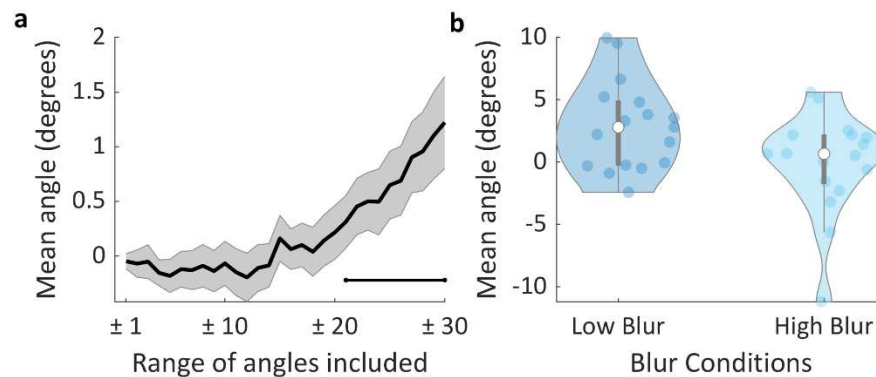 a
Mean angle (degrees)
2
1.5
1
0.5
0
± 1
± 10
± 20
± 30
Range of angles included
b
Mean angle (degrees)
10
5
0
-5
-10
Low Blur
High Blur
Blur Conditions